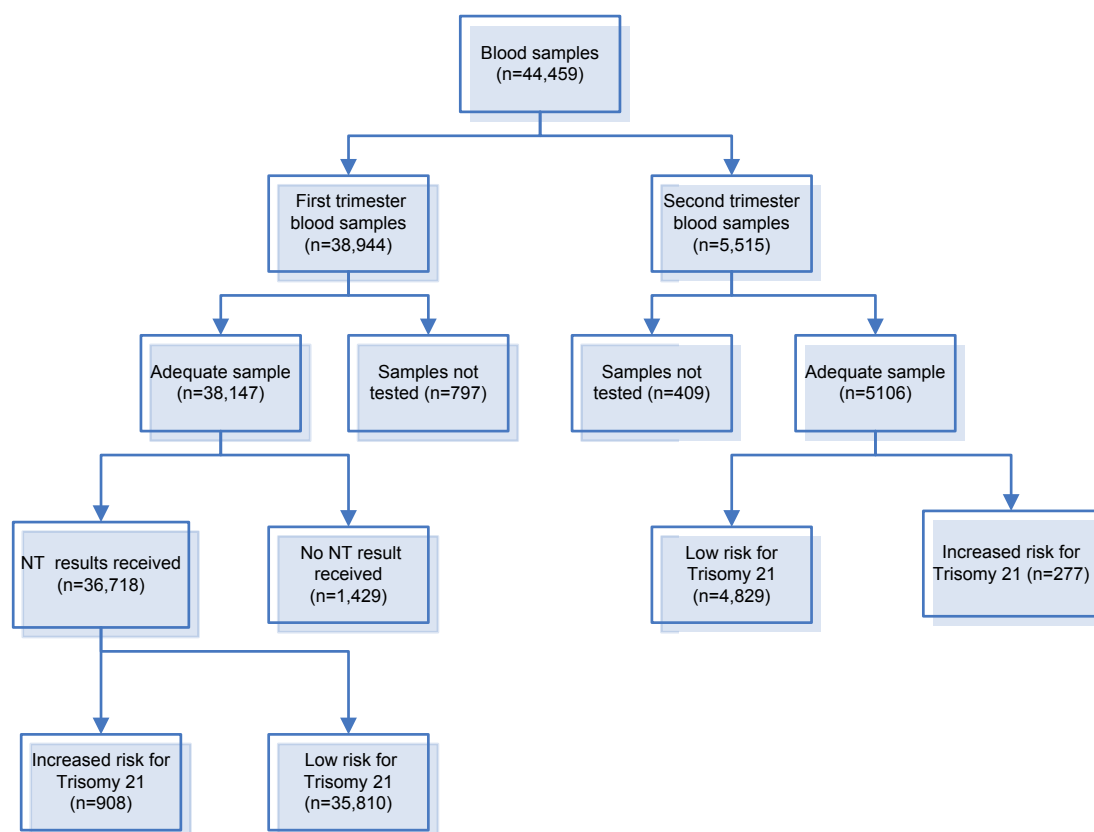 Blood samples
(n=44,459)
First trimester
blood samples
(n=38,944)
Second trimester
blood samples
(n=5,515)
Adequate sample
(n=38,147)
Samples not
tested (n=797)
Samples not
tested (n=409)
Adequate sample
(n=5106)
NT results received
(n=36,718)
No NT result
received
(n=1,429)
Low risk for
Trisomy 21
(n=4,829)
Increased risk for
Trisomy 21 (n=277)
Increased risk for
Trisomy 21
(n=908)
Low risk for
Trisomy 21
(n=35,810)